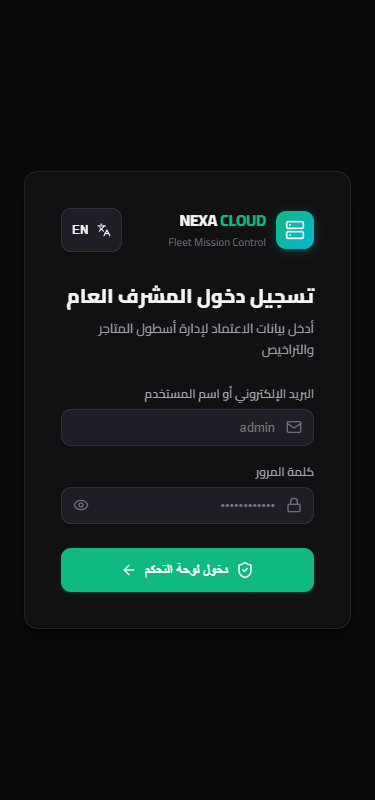 NEXA CLOUD
Fleet Mission Control
EN
تسجيل دخول المشرف العام
أدخل بيانات الاعتماد لإدارة أسطول المتاجر
والتراخيص
البريد الإلكتروني أو اسم المستخدم
admin
كلمة المرور
••••••••••••
دخول لوحة التحكم